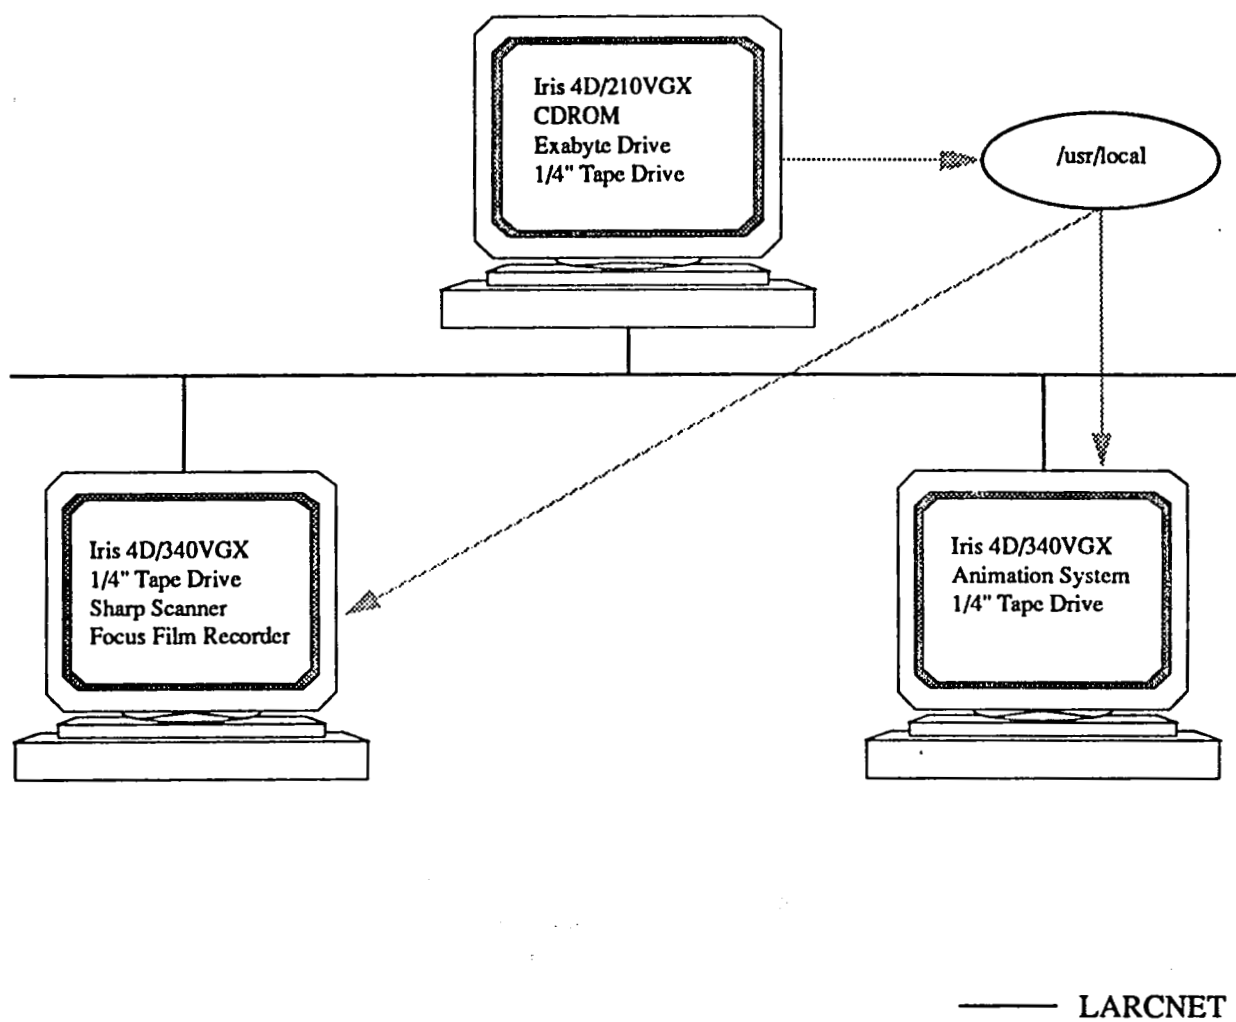 Iris 4D/210VGX
CDROM
Exabyte Drive
1/4" Tape Drive
/usr/local
Iris 4D/340VGX
1/4" Tape Drive
Sharp Scanner
Focus Film Recorder
Iris 4D/340VGX
Animation System
1/4" Tape Drive
LARCNET